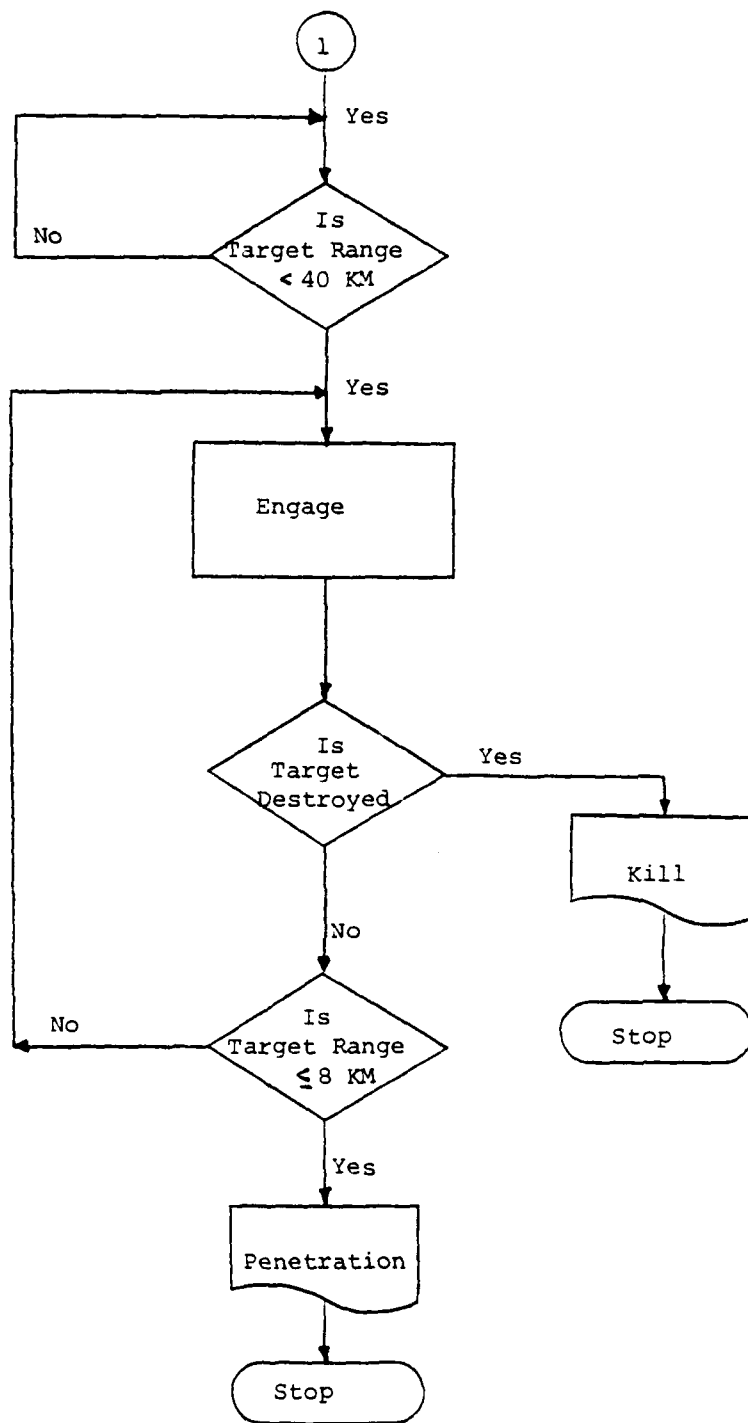 1
Yes
Is
Target Range
< 40 KM
No
Yes
Engage
Is
Target
Destroyed
Yes
Kill
Stop
No
Is
Target Range
≤ 8 KM
No
Yes
Penetration
Stop